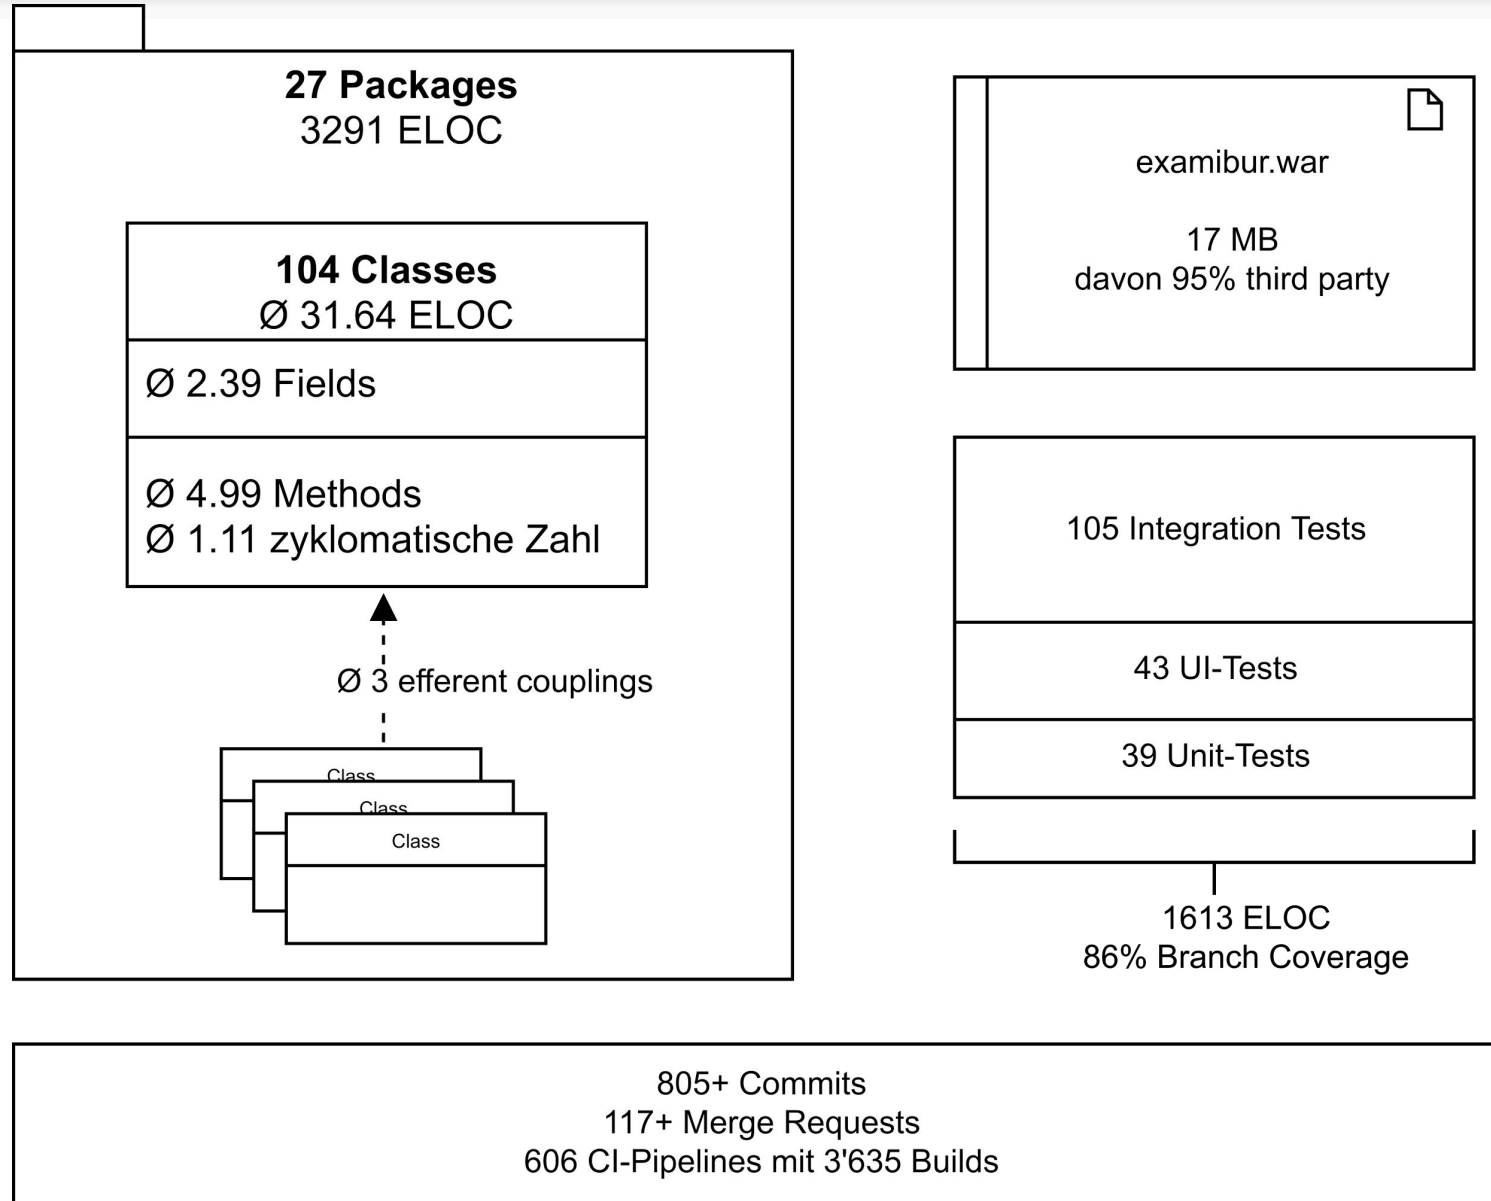 27 Packages
3291 ELOC
104 Classes
Ø 31.64 ELOC
Ø 2.39 Fields
Ø 4.99 Methods
Ø 1.11 zyklomatische Zahl
Ø 3 efferent couplings
Class
Class
Class
examibur.war
17 MB
davon 95% third party
105 Integration Tests
43 UI-Tests
39 Unit-Tests
1613 ELOC
86% Branch Coverage
805+ Commits
117+ Merge Requests
606 CI-Pipelines mit 3'635 Builds